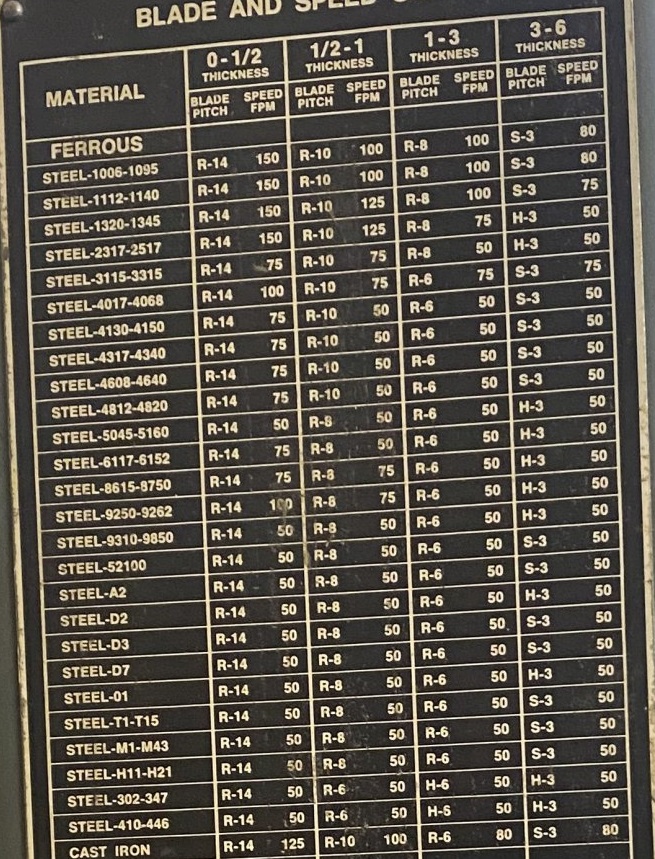 BLADE AND SPEED
MATERIAL
0-1/2 THICKNESS 1/2-1 THICKNESS 1-3 THICKNESS 3-6 THICKNESS
BLADE PITCH SPEED FPM BLADE PITCH SPEED FPM BLADE PITCH SPEED FPM BLADE PITCH SPEED FPM
FERROUS
STEEL-1006-1095 R-14 150 R-10 100 R-8 100 S-3 80
STEEL-1112-1140 R-14 150 R-10 100 R-8 100 S-3 80
STEEL-1320-1345 R-14 150 R-10 125 R-8 100 S-3 75
STEEL-2317-2517 R-14 150 R-10 125 R-8 75 H-3 50
STEEL-3115-3315 R-14 75 R-10 75 R-8 50 H-3 50
STEEL-4017-4068 R-14 100 R-10 75 R-6 75 S-3 75
STEEL-4130-4150 R-14 75 R-10 50 R-6 50 S-3 50
STEEL-4317-4340 R-14 75 R-10 50 R-6 50 S-3 50
STEEL-4608-4640 R-14 75 R-10 50 R-6 50 S-3 50
STEEL-4812-4820 R-14 75 R-10 50 R-6 50 S-3 50
STEEL-5045-5160 R-14 50 R-8 50 R-6 50 H-3 50
STEEL-6117-6152 R-14 75 R-8 50 R-6 50 H-3 50
STEEL-8615-8750 R-14 75 R-8 75 R-6 50 H-3 50
STEEL-9250-9262 R-14 100 R-8 75 R-6 50 H-3 50
STEEL-9310-9850 R-14 50 R-8 50 R-6 50 H-3 50
STEEL-52100 R-14 50 R-8 50 R-6 50 S-3 50
STEEL-A2 R-14 50 R-8 50 R-6 50 S-3 50
STEEL-D2 R-14 50 R-8 50 R-6 50 H-3 50
STEEL-D3 R-14 50 R-8 50 R-6 50 S-3 50
STEEL-D7 R-14 50 R-8 50 R-6 50 S-3 50
STEEL-01 R-14 50 R-8 50 R-6 50 H-3 50
STEEL-T1-T15 R-14 50 R-8 50 R-6 50 S-3 50
STEEL-M1-M43 R-14 50 R-8 50 R-6 50 S-3 50
STEEL-H11-H21 R-14 50 R-8 50 R-6 50 S-3 50
STEEL-302-347 R-14 50 R-6 50 H-6 50 H-3 50
STEEL-410-446 R-14 50 R-6 50 H-6 50 H-3 50
CAST IRON R-14 125 R-10 100 R-6 80 S-3 80